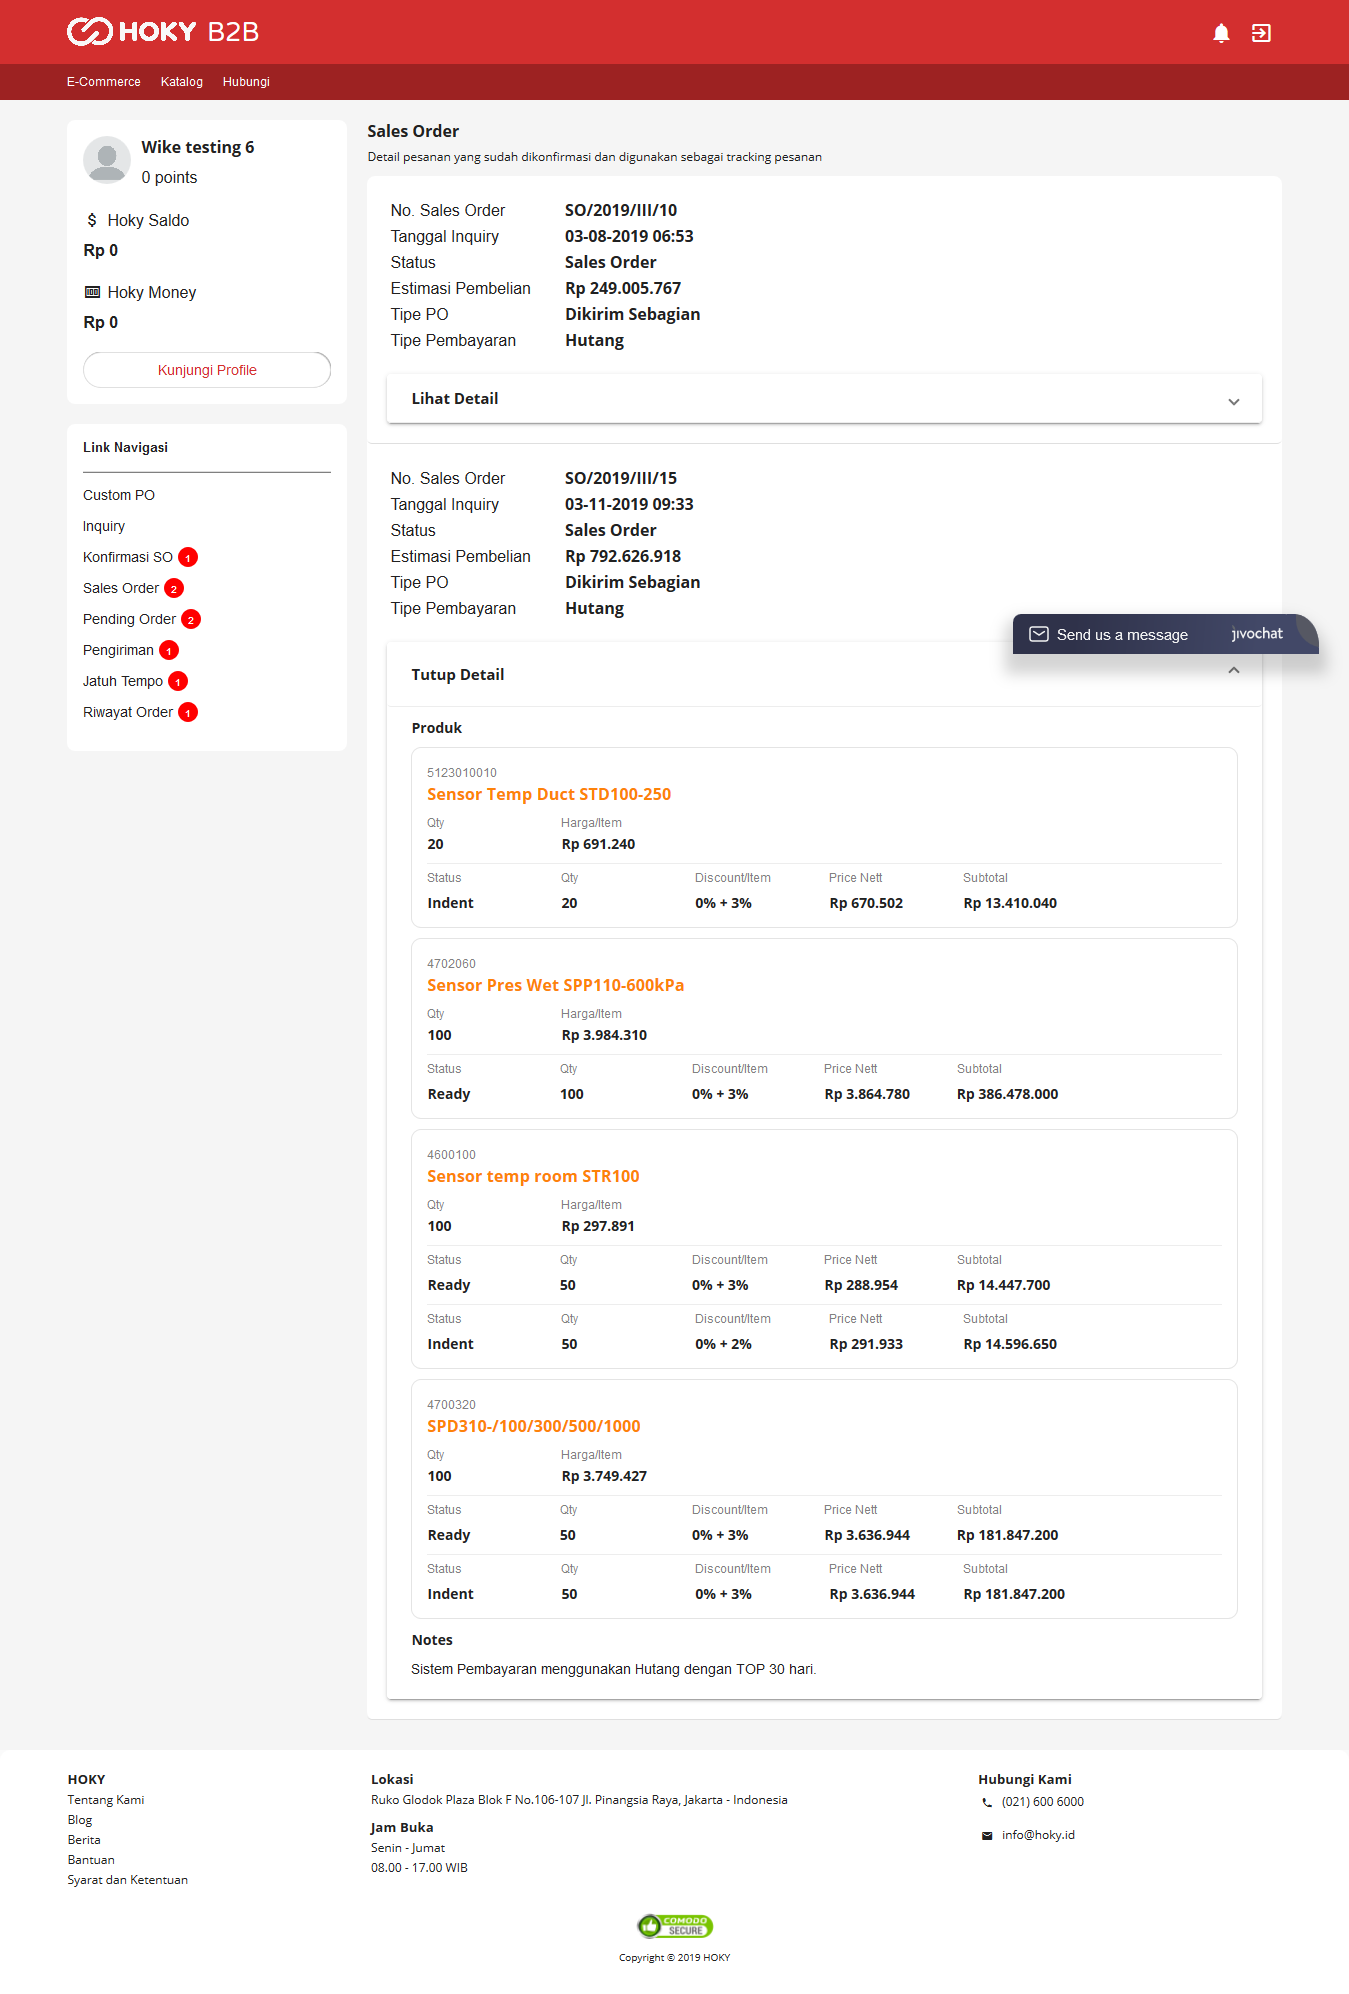 HOKY B2B
E-Commerce Katalog Hubungi
Wike testing 6
0 points
$ Hoky Saldo
Rp 0
Hoky Money
Rp 0
Kunjungi Profile
Link Navigasi
Custom PO
Inquiry
Konfirmasi SO 1
Sales Order 2
Pending Order 2
Pengiriman 1
Jatuh Tempo 1
Riwayat Order 1
Sales Order
Detail pesanan yang sudah dikonfirmasi dan digunakan sebagai tracking pesanan
No. Sales Order SO/2019/III/10
Tanggal Inquiry 03-08-2019 06:53
Status Sales Order
Estimasi Pembelian Rp 249.005.767
Tipe PO Dikirim Sebagian
Tipe Pembayaran Hutang
Lihat Detail
No. Sales Order SO/2019/III/15
Tanggal Inquiry 03-11-2019 09:33
Status Sales Order
Estimasi Pembelian Rp 792.626.918
Tipe PO Dikirim Sebagian
Tipe Pembayaran Hutang
Send us a message jivochat
Tutup Detail
Produk
5123010010
Sensor Temp Duct STD100-250
Qty Harga/Item
20 Rp 691.240
Status Qty Discount/Item Price Nett Subtotal
Indent 20 0% + 3% Rp 670.502 Rp 13.410.040
4702060
Sensor Pres Wet SPP110-600kPa
Qty Harga/Item
100 Rp 3.984.310
Status Qty Discount/Item Price Nett Subtotal
Ready 100 0% + 3% Rp 3.864.780 Rp 386.478.000
4600100
Sensor temp room STR100
Qty Harga/Item
100 Rp 297.891
Status Qty Discount/Item Price Nett Subtotal
Ready 50 0% + 3% Rp 288.954 Rp 14.447.700
Status Qty Discount/Item Price Nett Subtotal
Indent 50 0% + 2% Rp 291.933 Rp 14.596.650
4700320
SPD310-/100/300/500/1000
Qty Harga/Item
100 Rp 3.749.427
Status Qty Discount/Item Price Nett Subtotal
Ready 50 0% + 3% Rp 3.636.944 Rp 181.847.200
Status Qty Discount/Item Price Nett Subtotal
Indent 50 0% + 3% Rp 3.636.944 Rp 181.847.200
Notes
Sistem Pembayaran menggunakan Hutang dengan TOP 30 hari.
HOKY
Tentang Kami
Blog
Berita
Bantuan
Syarat dan Ketentuan
Lokasi
Ruko Glodok Plaza Blok F No.106-107 Jl. Pinangsia Raya, Jakarta - Indonesia
Jam Buka
Senin - Jumat
08.00 - 17.00 WIB
Hubungi Kami
(021) 600 6000
info@hoky.id
COMODO
SECURE
Copyright © 2019 HOKY